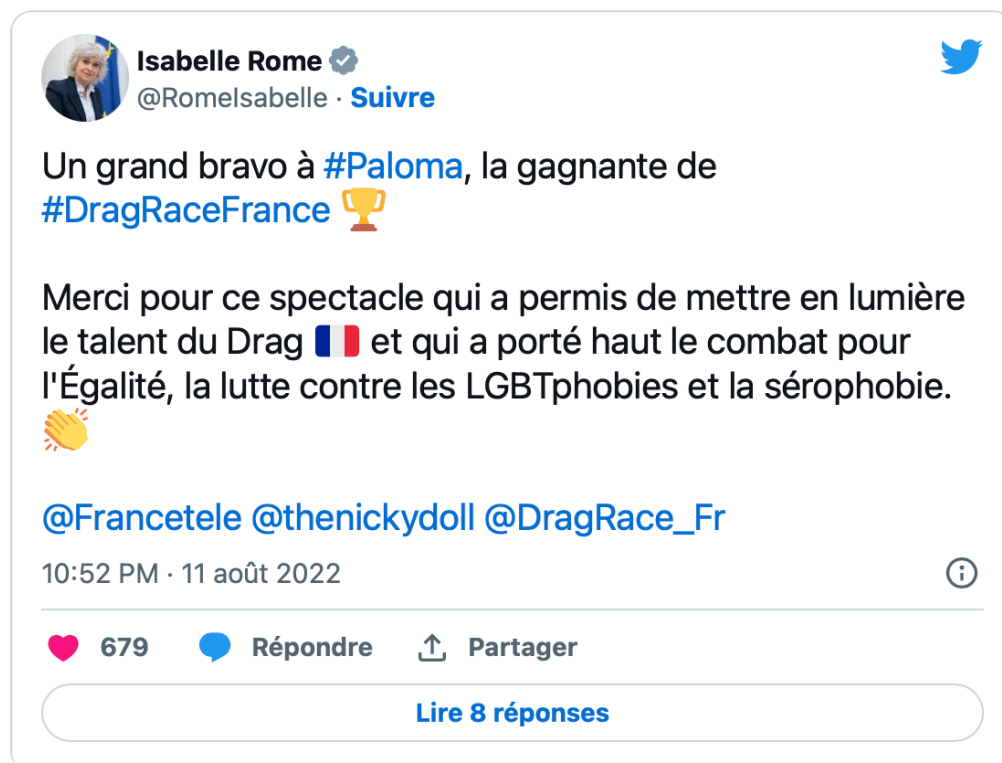 Isabelle Rome
@RomeIsabelle · Suivre
Un grand bravo à #Paloma, la gagnante de
#DragRaceFrance 🏆
Merci pour ce spectacle qui a permis de mettre en lumière
le talent du Drag 🇫🇷 et qui a porté haut le combat pour
l'Égalité, la lutte contre les LGBTphobies et la sérophobie.
👏
@Francetele @thenickydoll @DragRace_Fr
10:52 PM · 11 août 2022
679 Répondre Partager
Lire 8 réponses